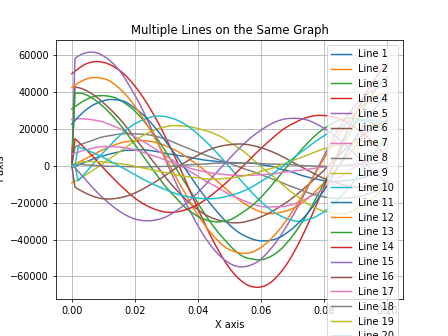 Multiple Lines on the Same Graph
60000
40000
20000
0
−20000
−40000
−60000
0.00
0.02
0.04
0.06
0.08
X axis
Line 1
Line 2
Line 3
Line 4
Line 5
Line 6
Line 7
Line 8
Line 9
Line 10
Line 11
Line 12
Line 13
Line 14
Line 15
Line 16
Line 17
Line 18
Line 19
Line 20